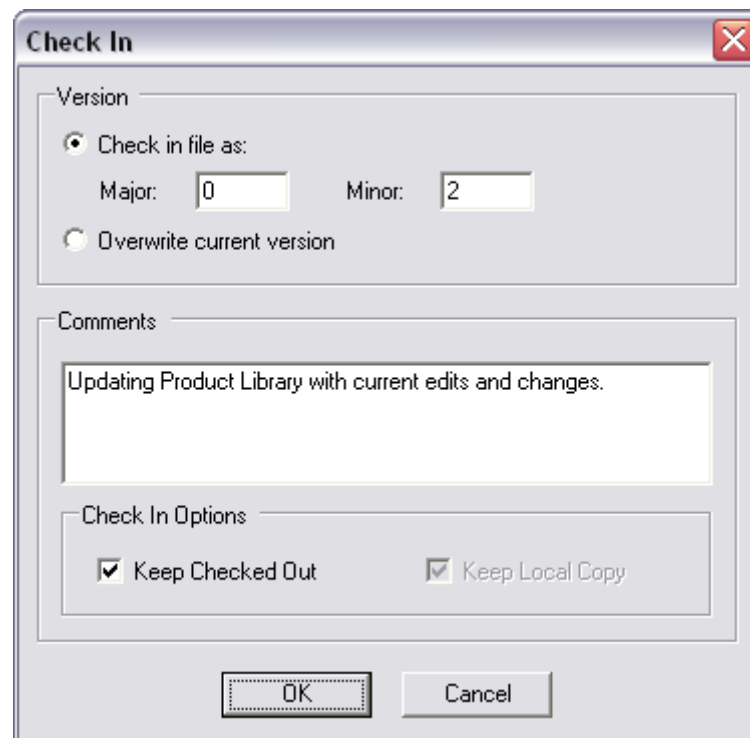 Check In
Version
Check in file as:
Major: 0 Minor: 2
Overwrite current version
Comments
Updating Product Library with current edits and changes.
Check In Options
Keep Checked Out Keep Local Copy
OK Cancel